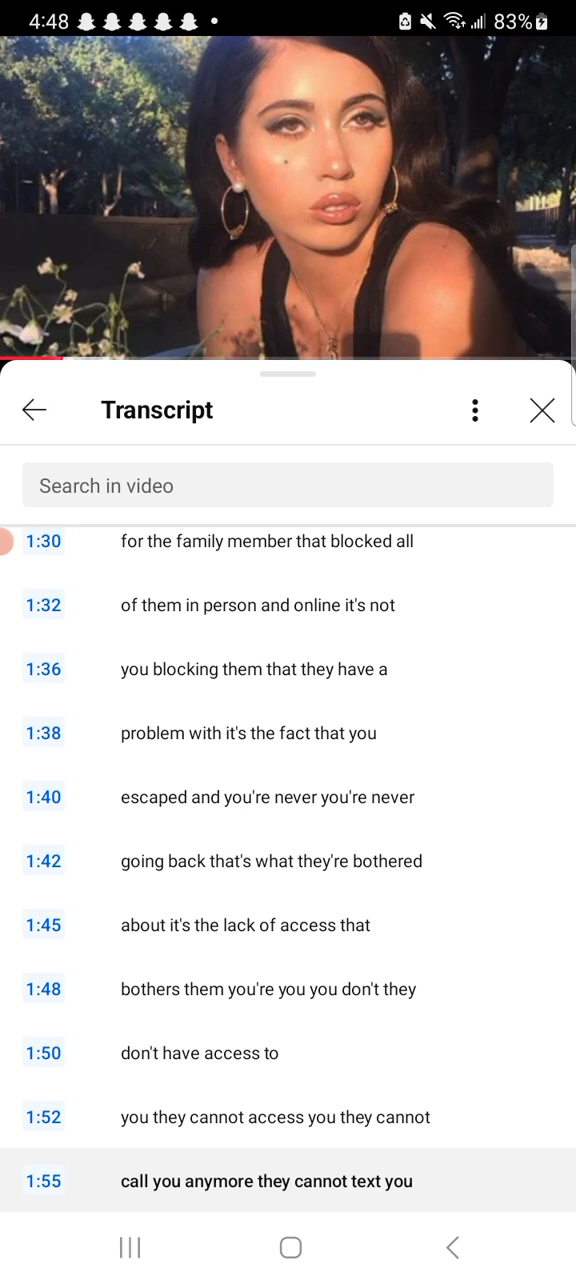 4:48
83%
Transcript
Search in video
1:30 for the family member that blocked all
1:32 of them in person and online it's not
1:36 you blocking them that they have a
1:38 problem with it's the fact that you
1:40 escaped and you're never you're never
1:42 going back that's what they're bothered
1:45 about it's the lack of access that
1:48 bothers them you're you you don't they
1:50 don't have access to
1:52 you they cannot access you they cannot
1:55 call you anymore they cannot text you